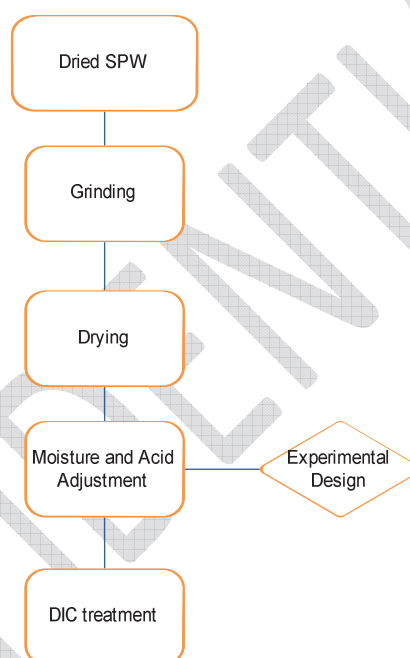 Dried SPW
Grinding
Drying
Moisture and Acid
Adjustment
Experimental
Design
DIC treatment